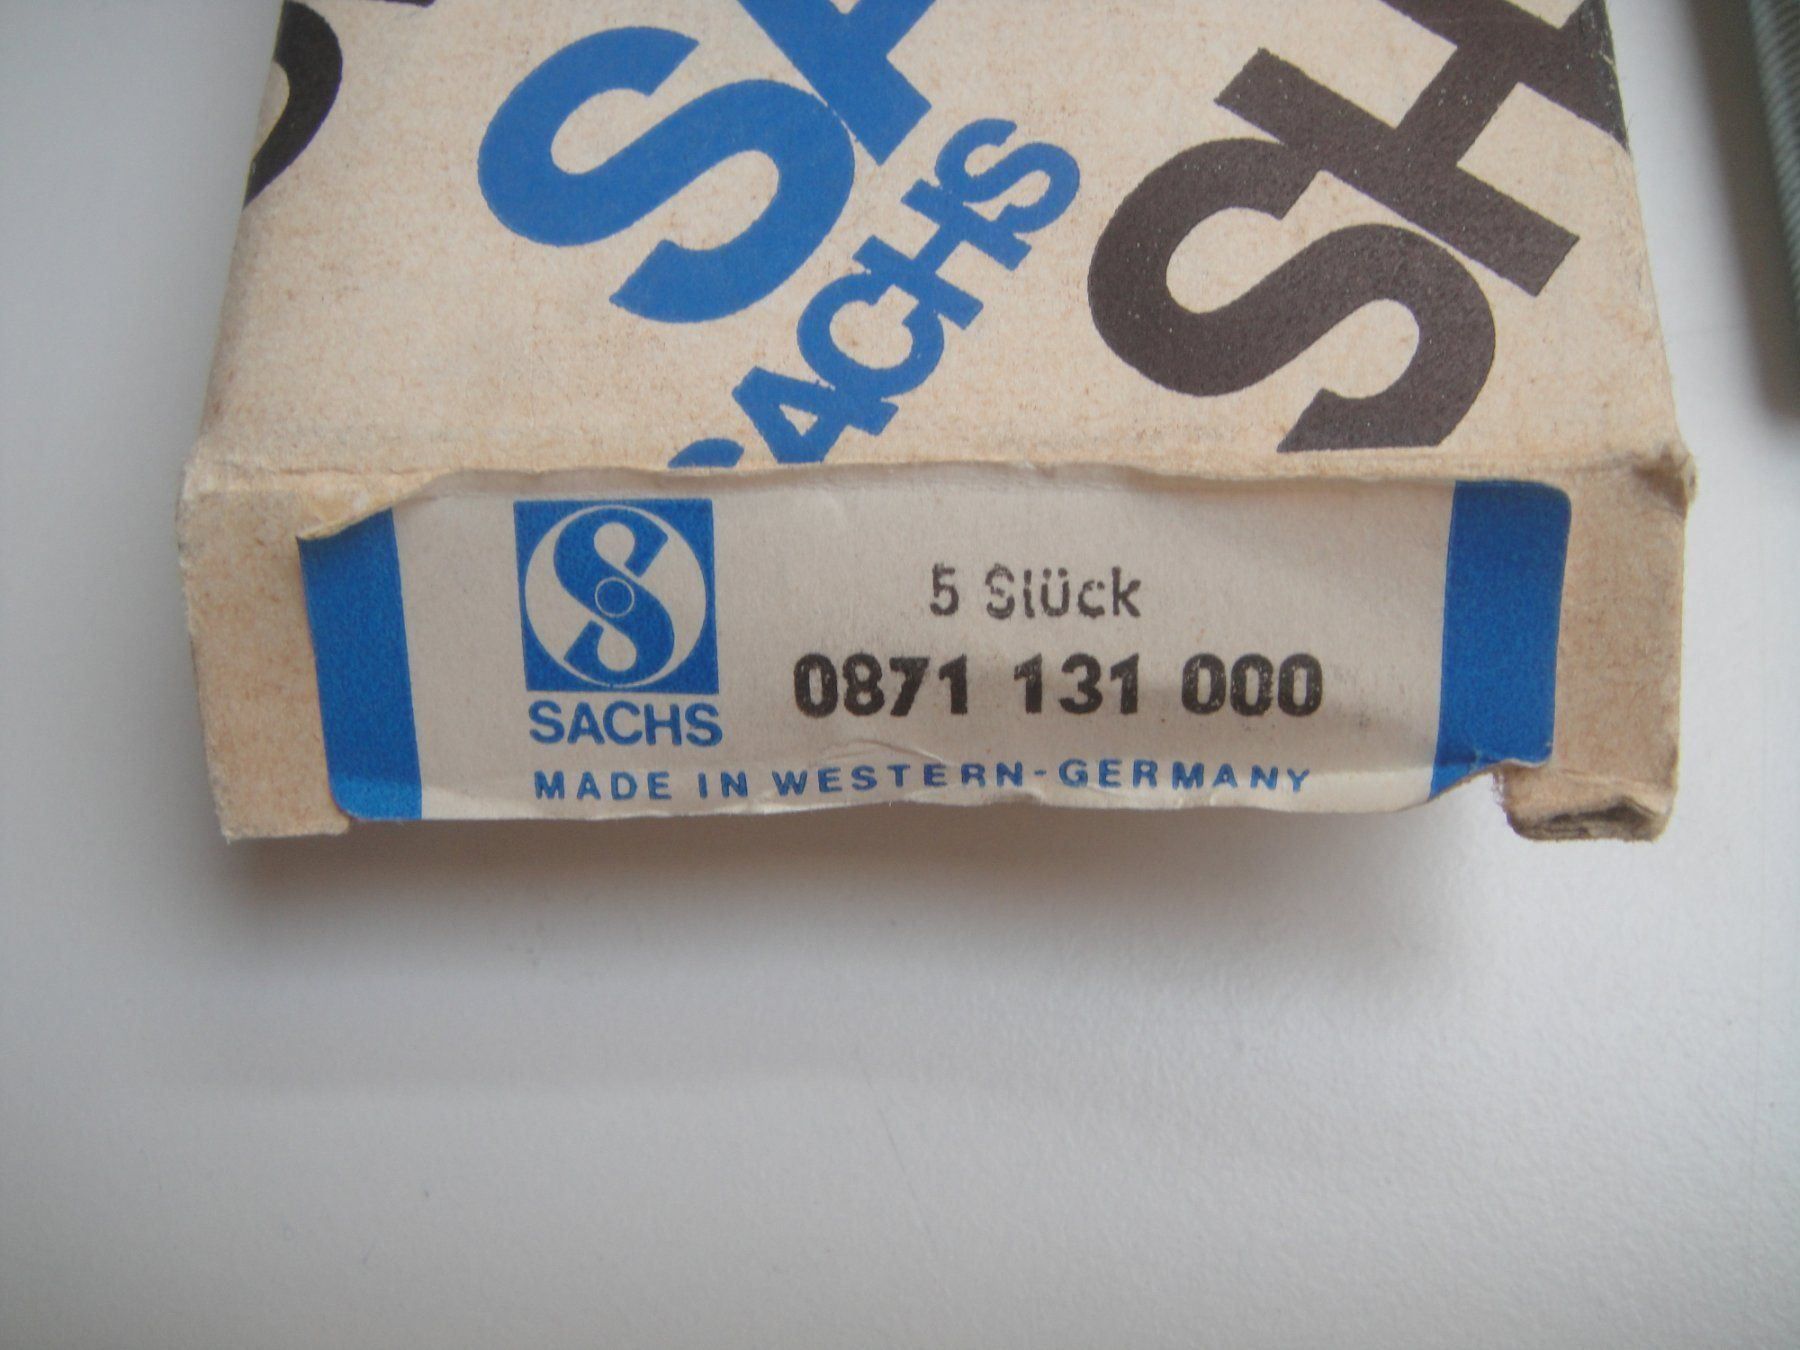 SACHS
5 Stück
0871 131 000
SACHS
MADE IN WESTERN-GERMANY